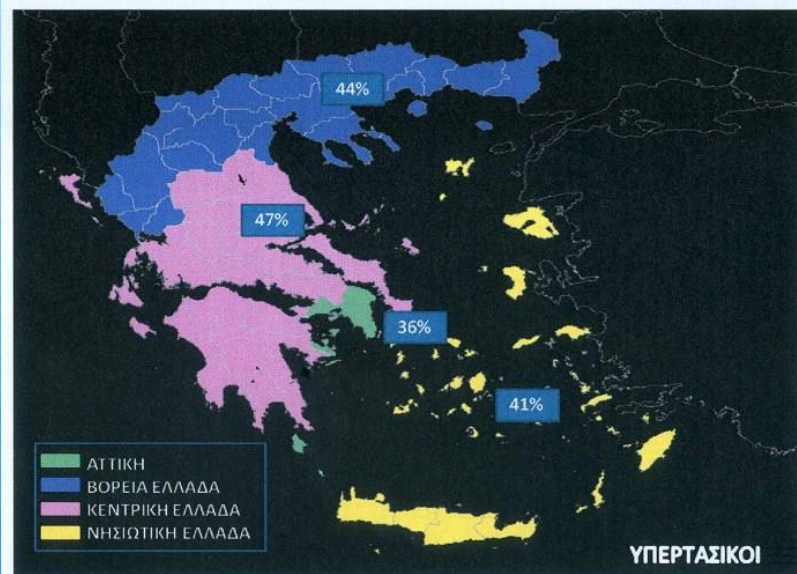 44%
47%
36%
41%
ΑΤΤΙΚΗ
ΒΟΡΕΙΑ ΕΛΛΑΔΑ
ΚΕΝΤΡΙΚΗ ΕΛΛΑΔΑ
ΝΗΣΙΩΤΙΚΗ ΕΛΛΑΔΑ
ΥΠΕΡΤΑΣΙΚΟΙ